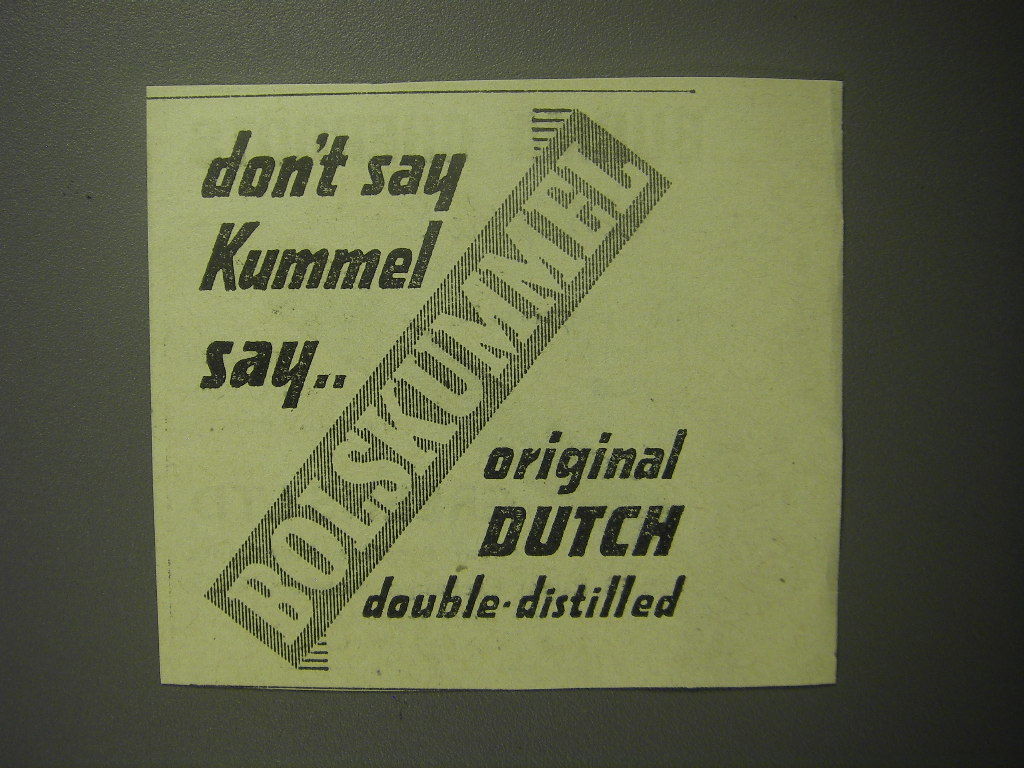 don't say
Kummel
say..
BOLSKUMMEL
original
DUTCH
double-distilled